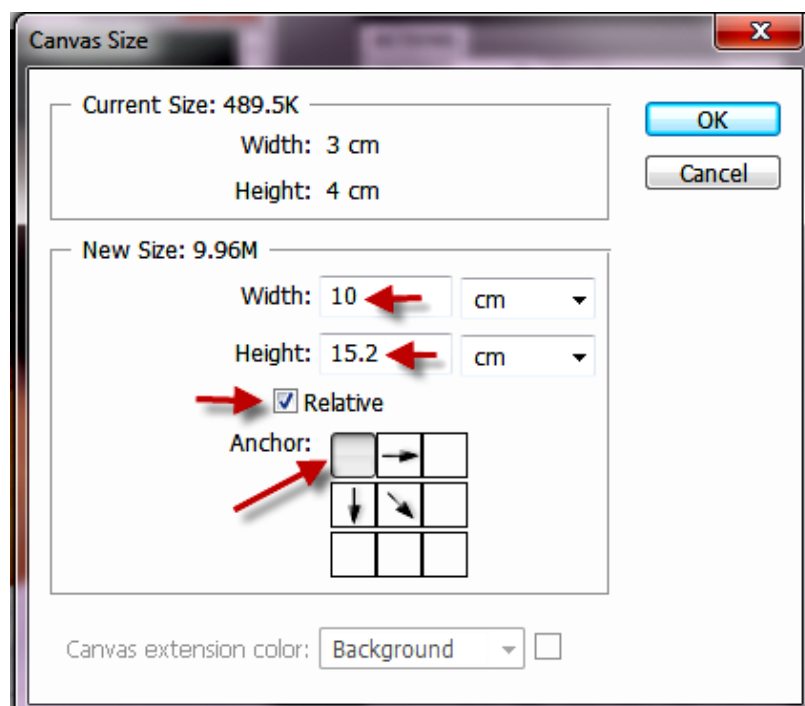 Canvas Size
Current Size: 489.5K
OK
Width: 3 cm
Cancel
Height: 4 cm
New Size: 9.96M
Width: 10 cm
Height: 15.2 cm
Relative
Anchor:
Canvas extension color: Background